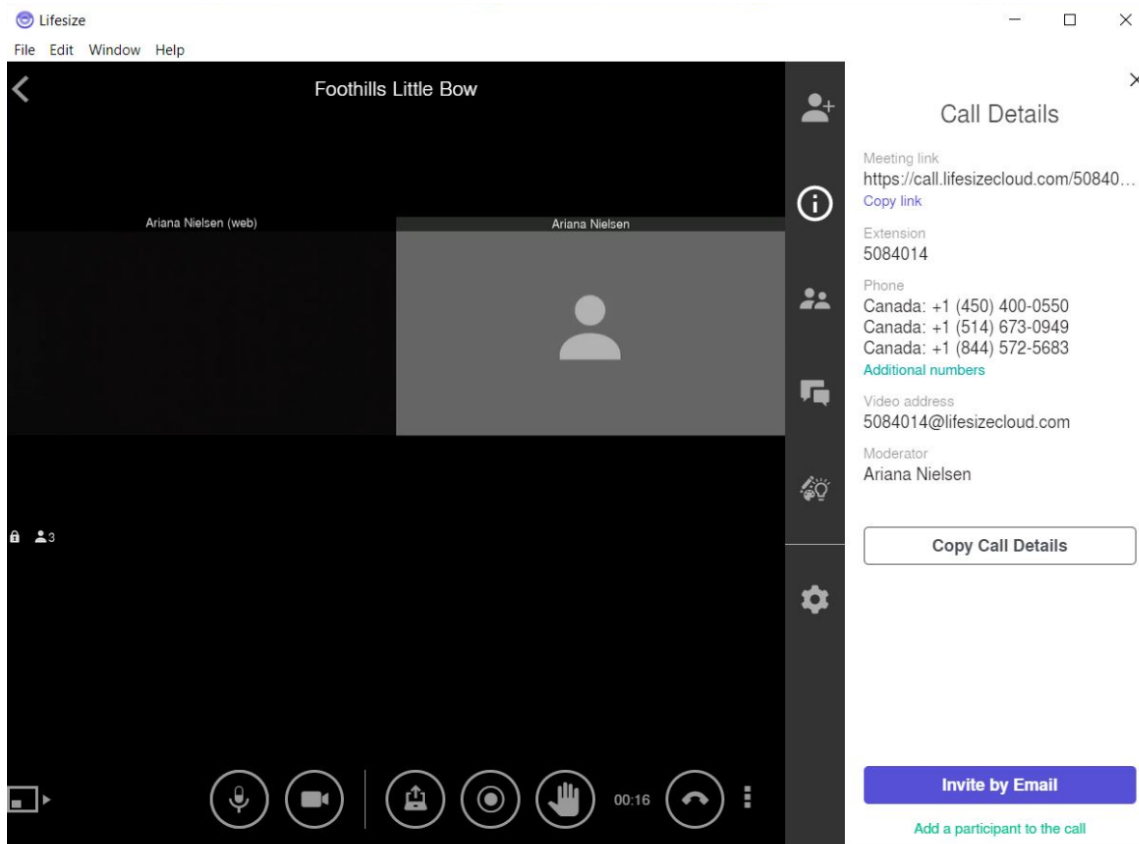 Lifesize
File Edit Window Help
Foothills Little Bow
Ariana Nielsen (web)
Ariana Nielsen
3
00:16
Call Details
Meeting link
https://call.lifesizecloud.com/50840...
Copy link
Extension
5084014
Phone
Canada: +1 (450) 400-0550
Canada: +1 (514) 673-0949
Canada: +1 (844) 572-5683
Additional numbers
Video address
5084014@lifesizecloud.com
Moderator
Ariana Nielsen
Copy Call Details
Invite by Email
Add a participant to the call